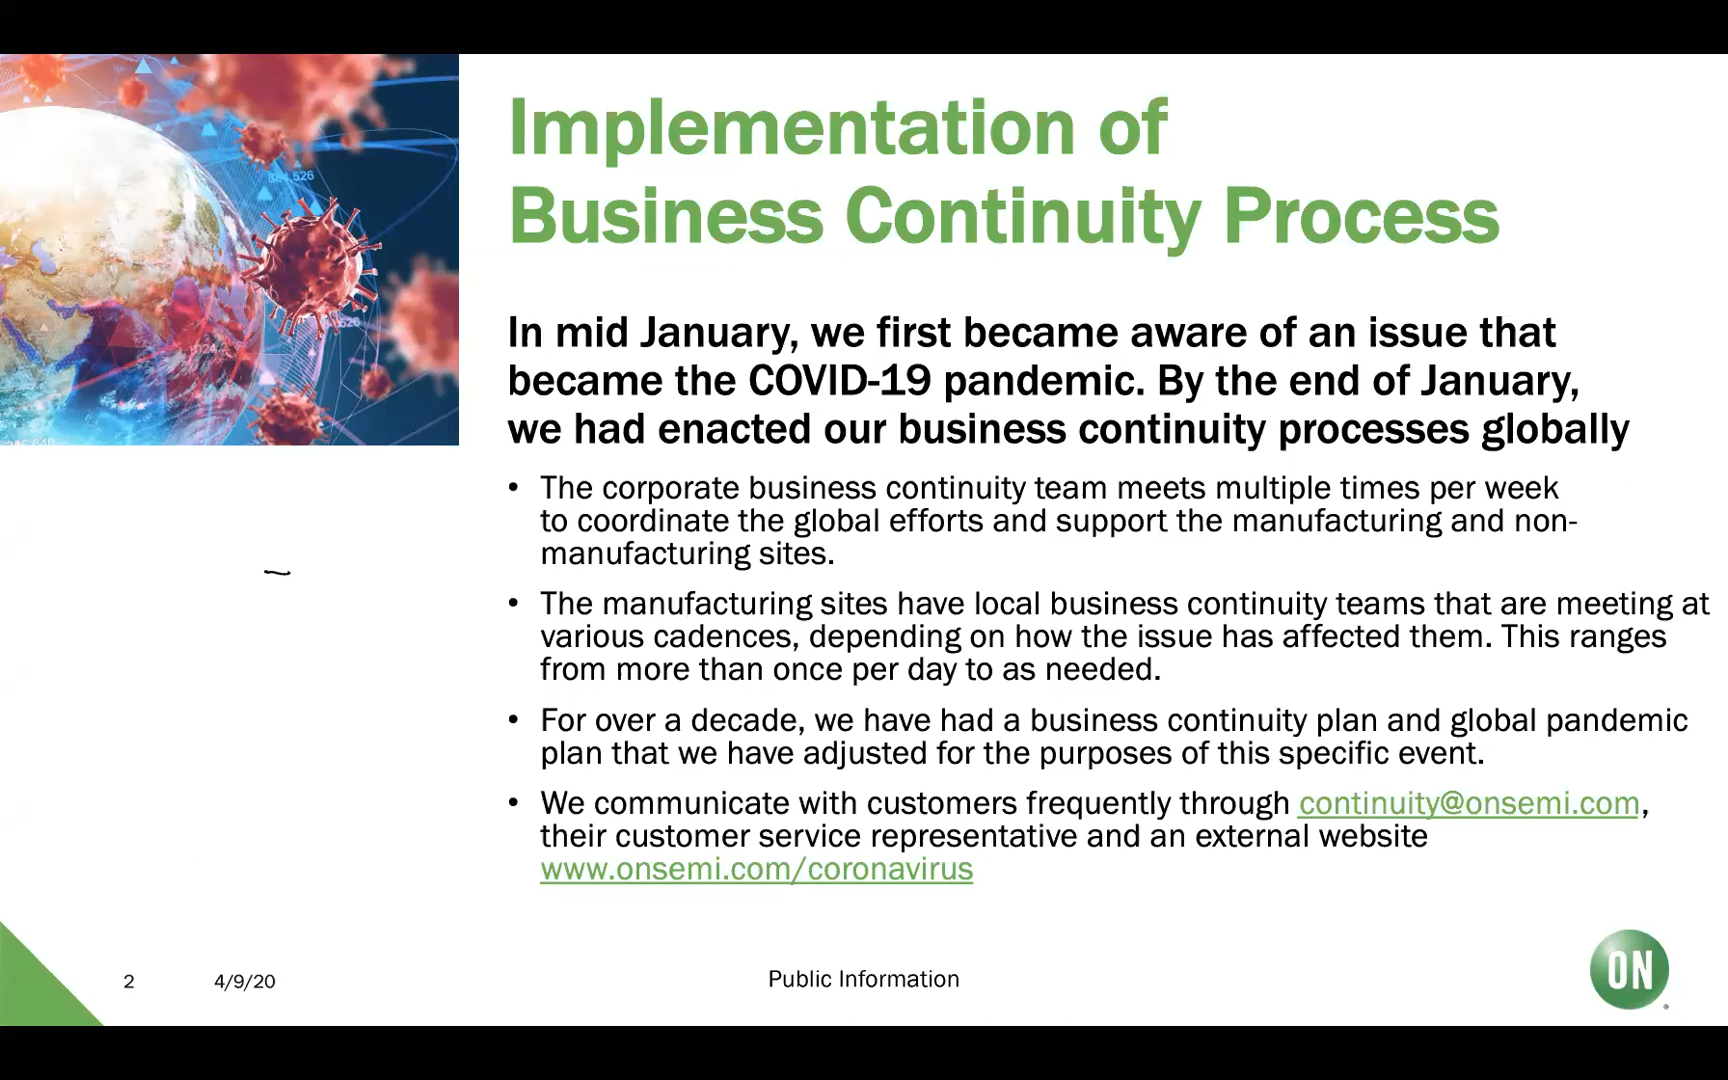 Implementation of
Business Continuity Process
In mid January, we first became aware of an issue that
became the COVID-19 pandemic. By the end of January,
we had enacted our business continuity processes globally
• The corporate business continuity team meets multiple times per week
to coordinate the global efforts and support the manufacturing and non-
manufacturing sites.
• The manufacturing sites have local business continuity teams that are meeting at
various cadences, depending on how the issue has affected them. This ranges
from more than once per day to as needed.
• For over a decade, we have had a business continuity plan and global pandemic
plan that we have adjusted for the purposes of this specific event.
• We communicate with customers frequently through continuity@onsemi.com,
their customer service representative and an external website
www.onsemi.com/coronavirus
2 4/9/20 Public Information
ON